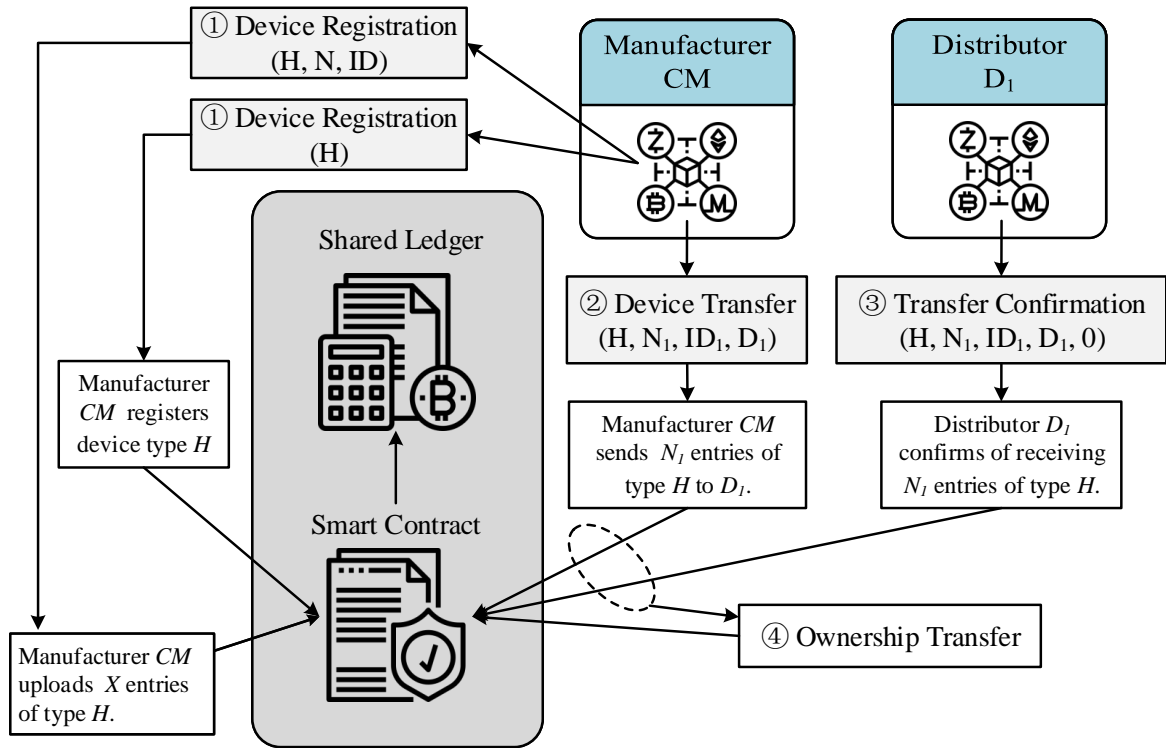 ① Device Registration
(H, N, ID)
① Device Registration
(H)
Manufacturer
CM
Distributor
D₁
Shared Ledger
② Device Transfer
(H, N₁, ID₁, D₁)
③ Transfer Confirmation
(H, N₁, ID₁, D₁, 0)
Manufacturer
CM registers
device type H
Manufacturer CM
sends N₁ entries of
type H to D₁.
Distributor D₁
confirms of receiving
N₁ entries of type H.
Smart Contract
④ Ownership Transfer
Manufacturer CM
uploads X entries
of type H.